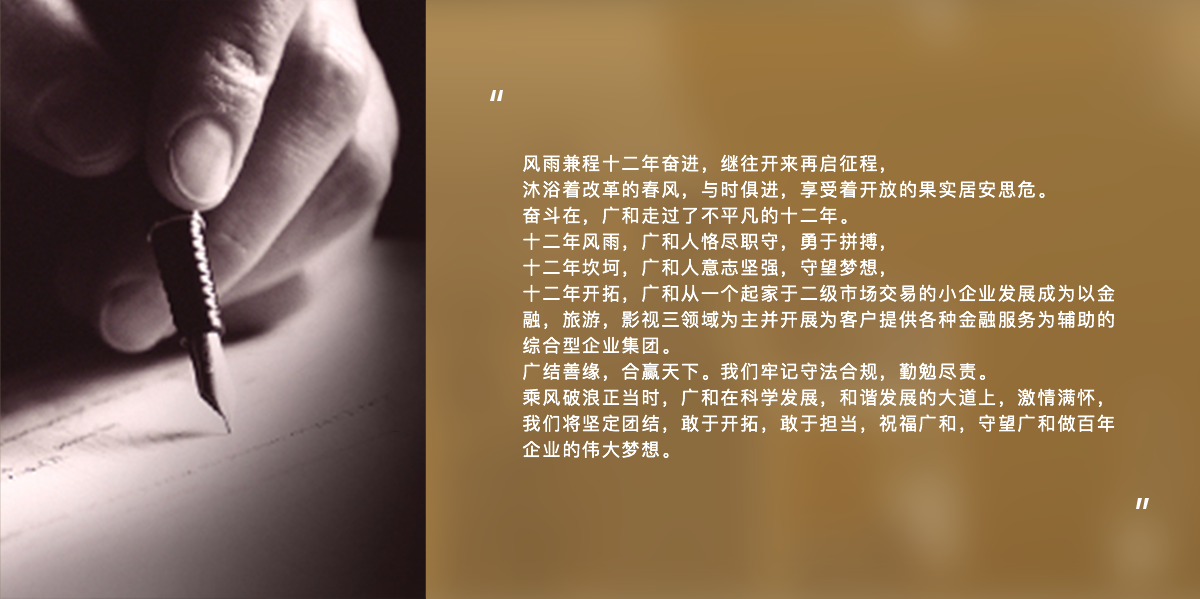 "
风雨兼程十二年奋进，继往开来再启征程，
沐浴着改革的春风，与时俱进，享受着开放的果实居安思危。
奋斗在，广和走过了不平凡的十二年。
十二年风雨，广和人恪尽职守，勇于拼搏，
十二年坎坷，广和人意志坚强，守望梦想，
十二年开拓，广和从一个起家于二级市场交易的小企业发展成为以金
融，旅游，影视三领域为主并开展为客户提供各种金融服务为辅助的
综合型企业集团。
广结善缘，合赢天下。我们牢记守法合规，勤勉尽责。
乘风破浪正当时，广和在科学发展，和谐发展的大道上，激情满怀，
我们将坚定团结，敢于开拓，敢于担当，祝福广和，守望广和做百年
企业的伟大梦想。
"